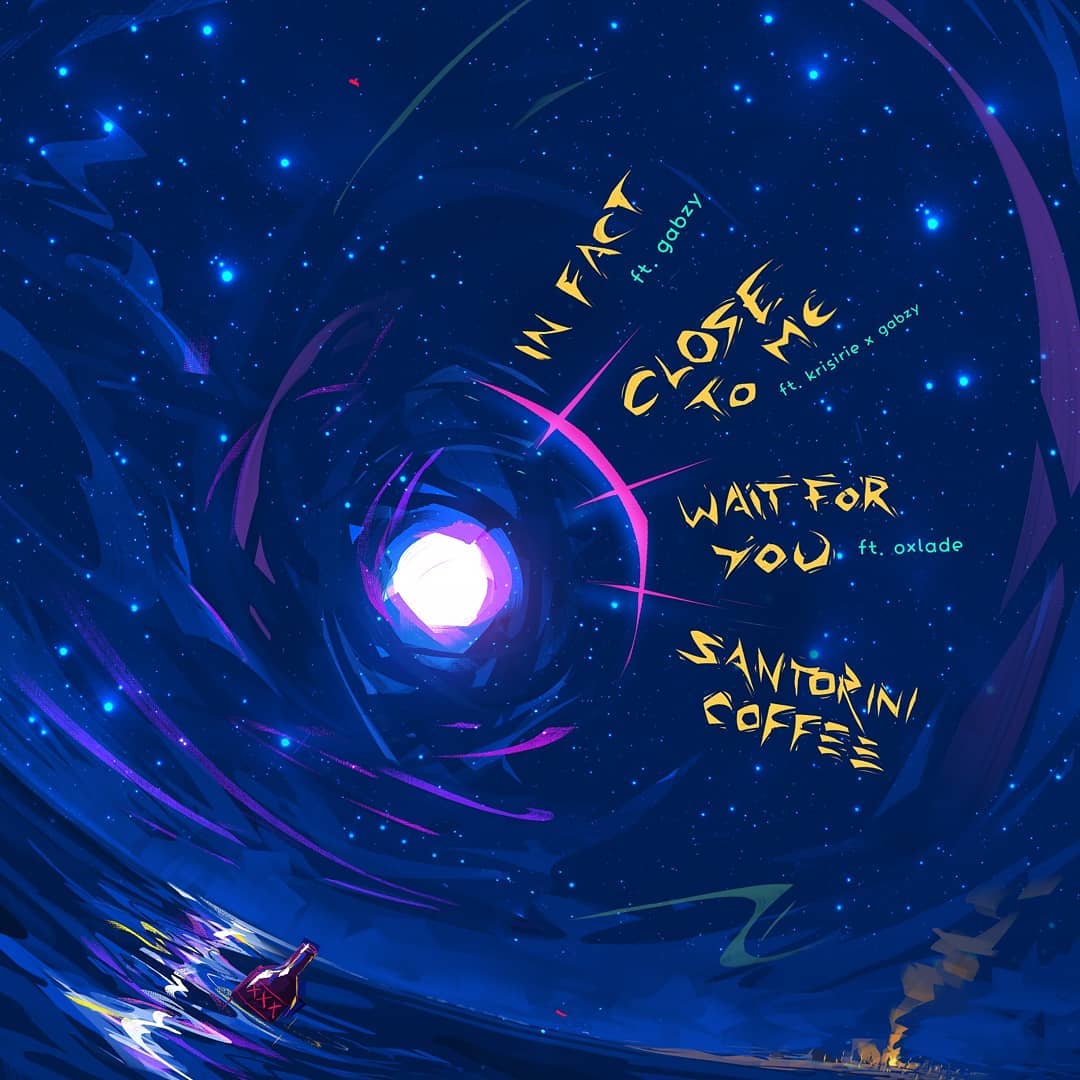 IN FACT
ft. gabzy
CLOSE
TO ME
ft. krisirie x gabzy
WAIT FOR
YOU ft. oxlade
SANTORINI
COFFEE
XXX